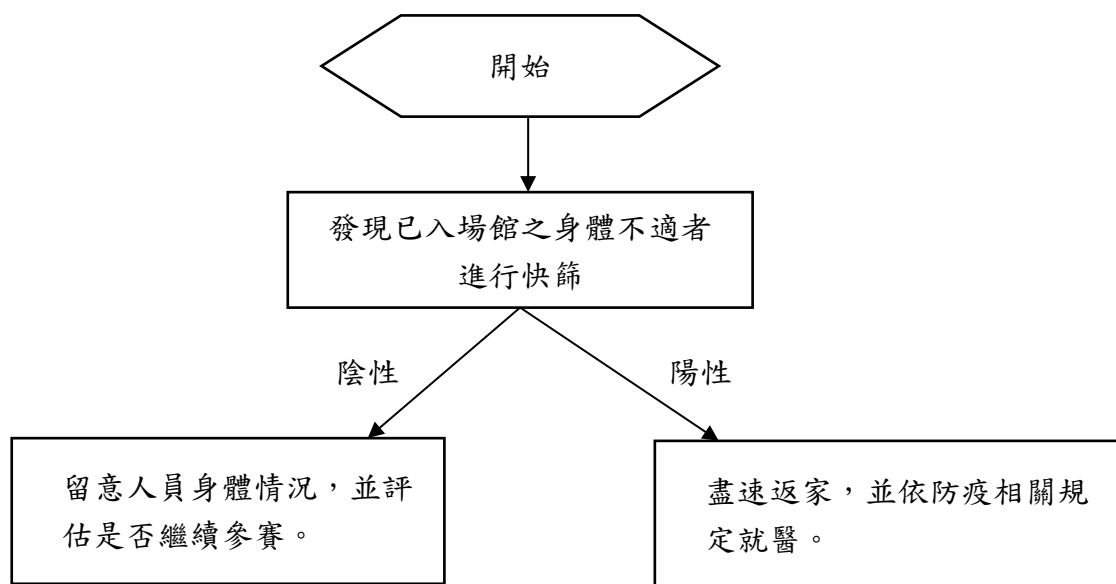 開始
發現已入場館之身體不適者
進行快篩
陰性
陽性
留意人員身體情況，並評
估是否繼續參賽。
盡速返家，並依防疫相關規
定就醫。